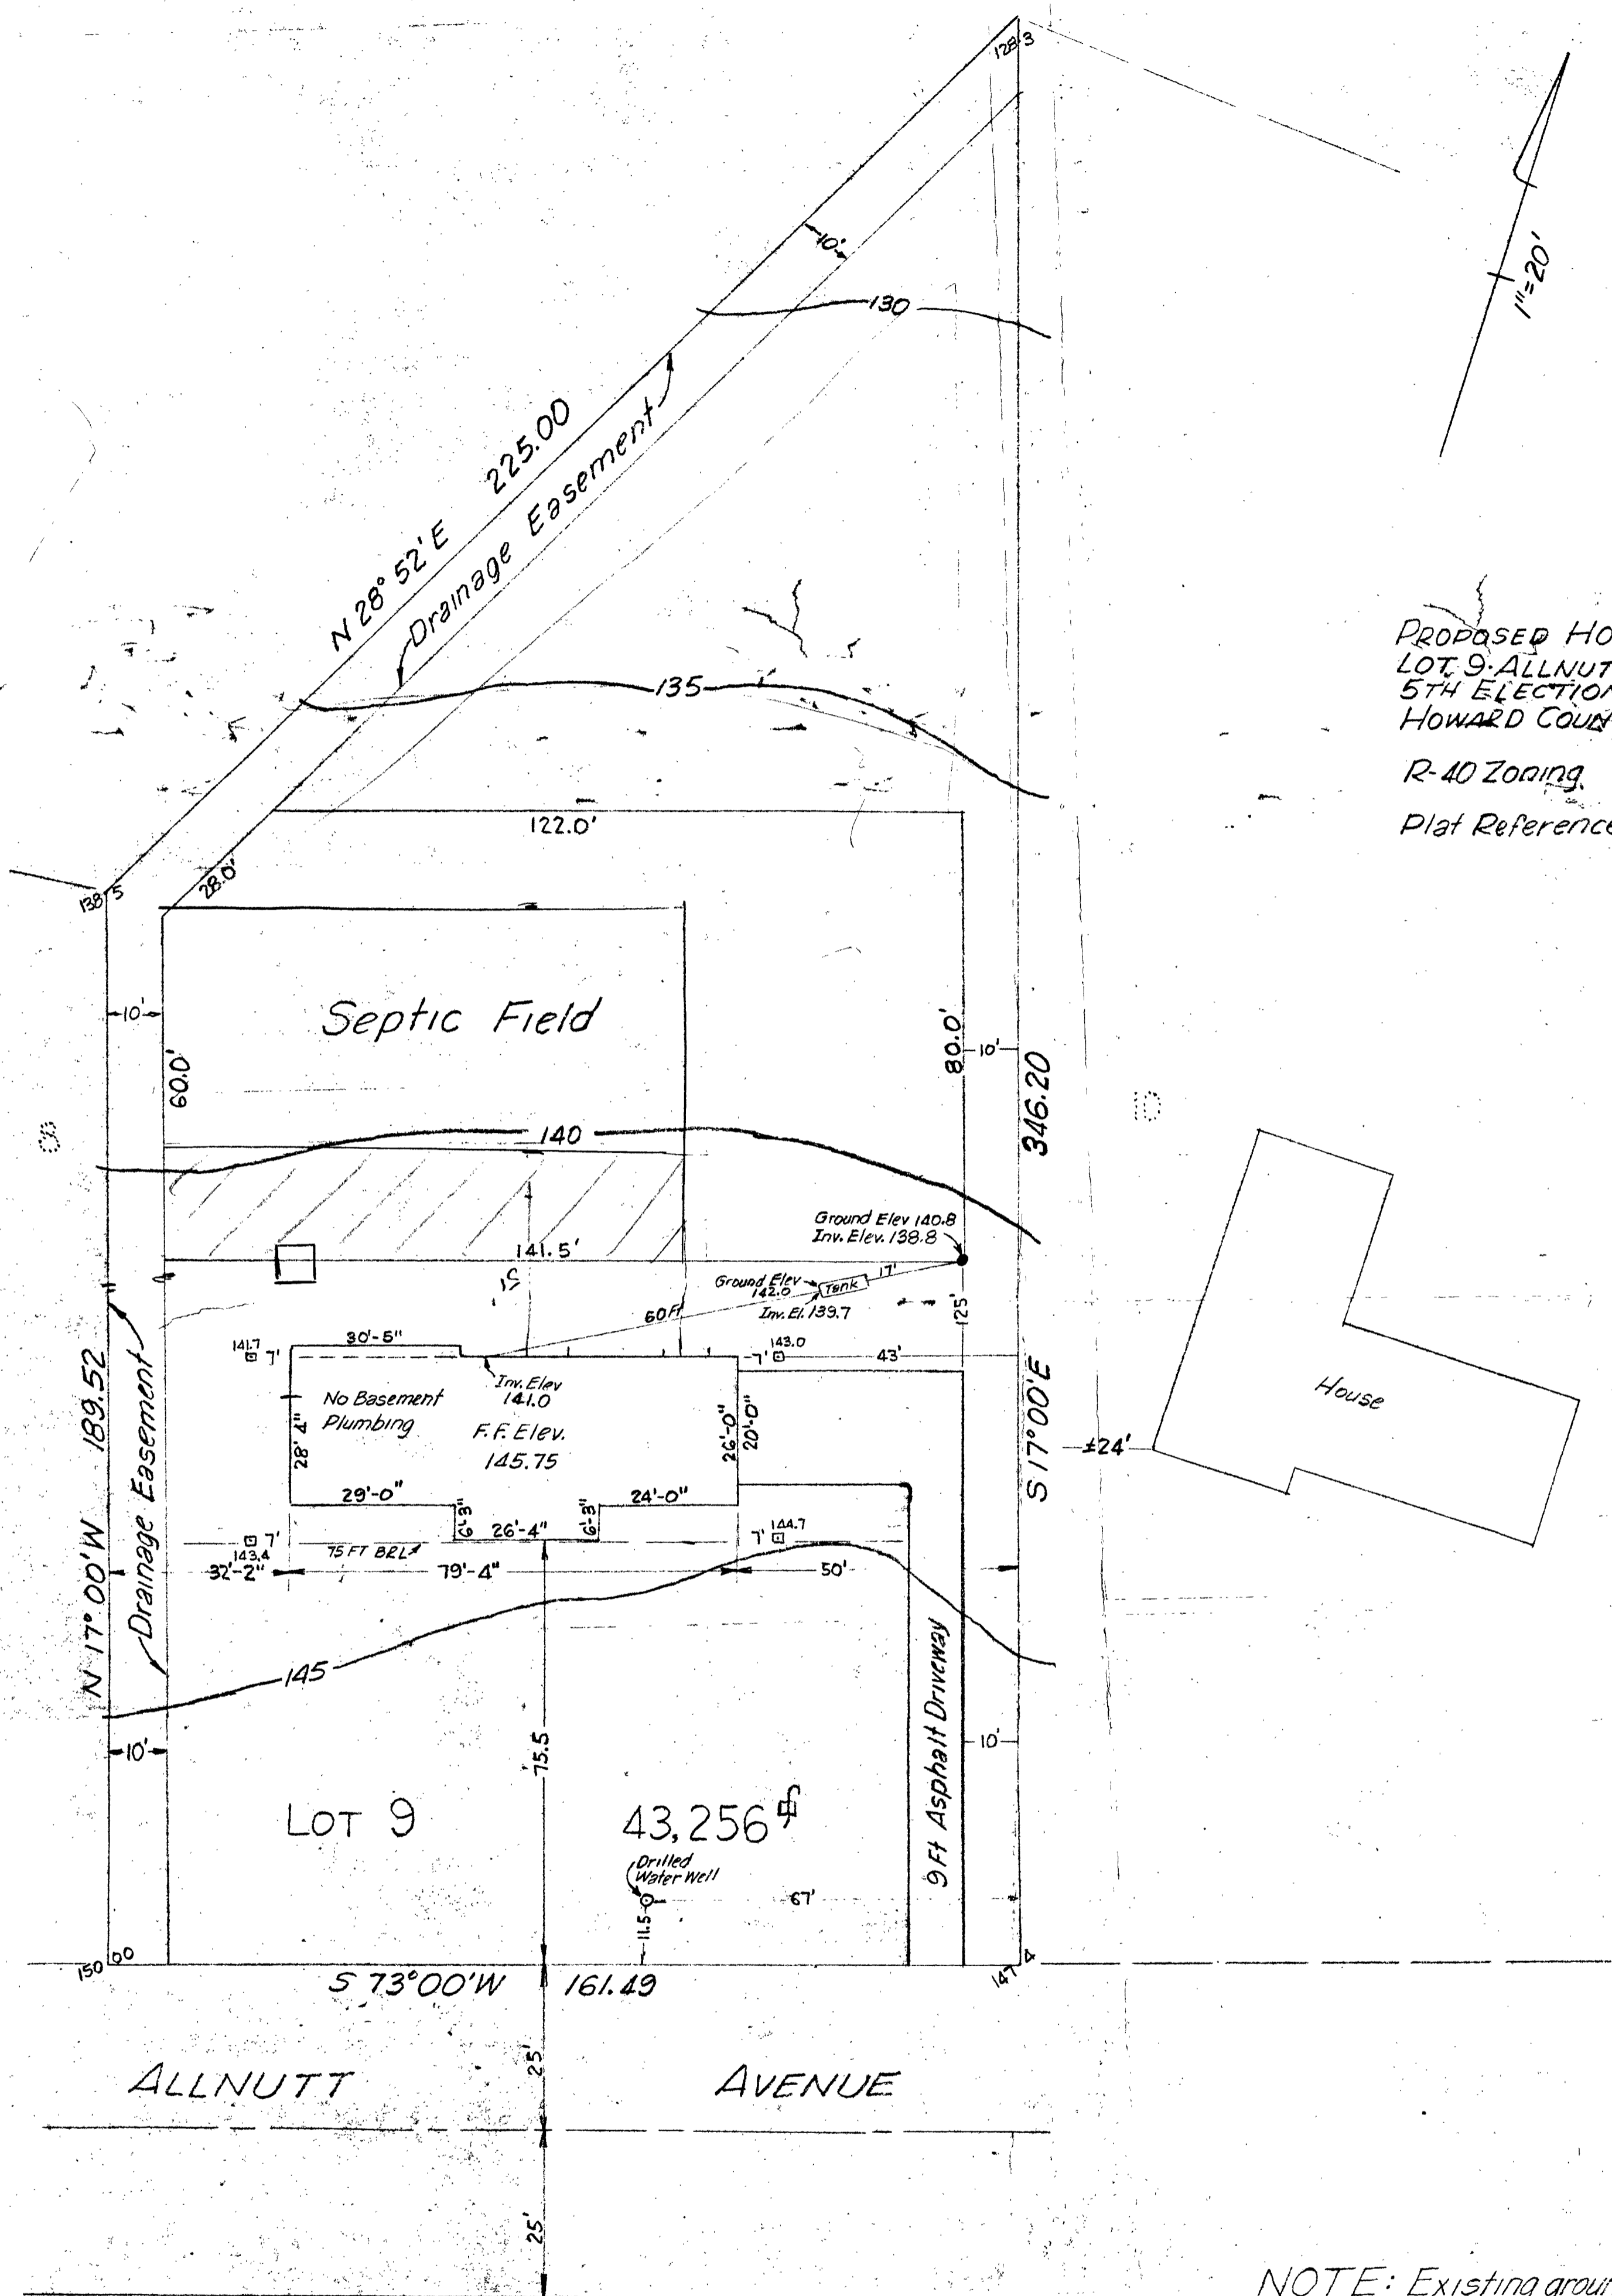 128.3
10'
130
1"=20'
N 28° 52' E 225.00
Drainage Easement
PROPOSED HO
LOT. 9. ALLNUT
5TH ELECTION
HOWARD COUN
R-40 Zoning
Plat Reference
135
122.0'
28.0'
138.5
10'
Septic Field
60.0'
80.0'
10'
346.20
8
10
140
Ground Elev 140.8
Inv. Elev. 138.8
141.5'
17'
Ground Elev
142.0
Tank
Inv. El. 139.7
60 Ft
125'
30'-5"
141.7
7'
143.0
7'
43'
Inv. Elev
141.0
No Basement
Plumbing
F.F. Elev.
145.75
28' 4"
26'-0"
20'-0"
S 17° 00' E
±24'
House
29'-0"
24'-0"
6'3"
26'-4"
6'-3"
7'
143.4
75 FT BRL
7'
144.7
32'-2"
79'-4"
50'
N 17° 00' W 189.52
Drainage Easement
145
10'
75.5
10'
9 Ft Asphalt Driveway
LOT 9
43,256
Drilled
Water Well
67'
11.5
150.00
147.4
S 73° 00' W 161.49
25'
ALLNUTT AVENUE
25'
NOTE: Existing groun